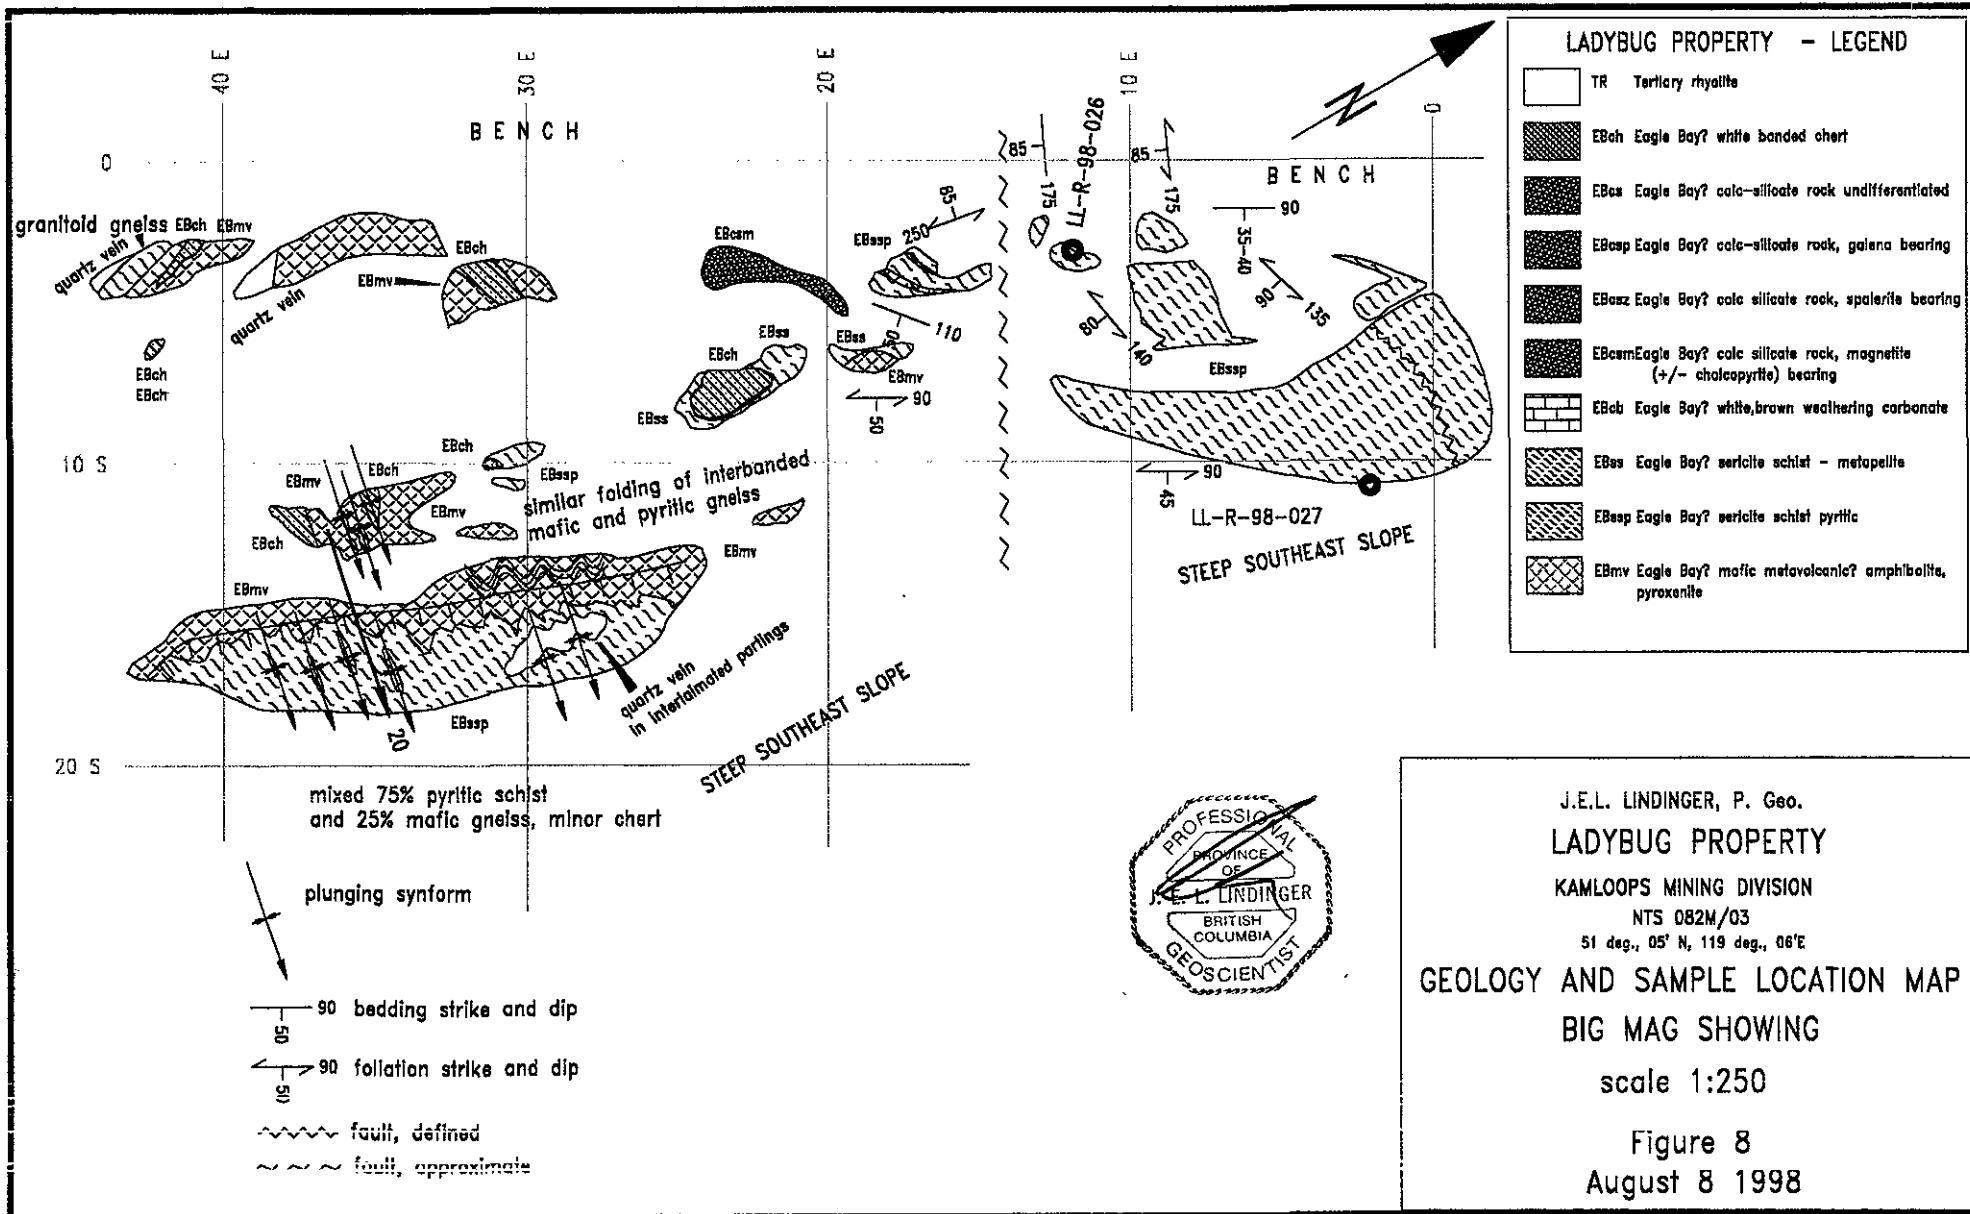 40 E
30 E
20 E
10 E
0
BENCH
0
85
175
LL-R-98-026
85
175
BENCH
90
35-40
granitoid gneiss
EBch
EBmv
quartz vein
quartz vein
EBmv
EBch
EBcsm
EBssp
250
85
110
90
135
80
140
EBssp
EBch
EBch
EBss
EBch
EBss
EBss
EBmv
90
50
10 S
EBch
EBssp
EBmv
EBch
EBmv
EBch
similar folding of interbanded
mafic and pyritic gneiss
EBmv
EBmv
90
45
LL-R-98-027
STEEP SOUTHEAST SLOPE
quartz vein
in interlaimated partings
STEEP SOUTHEAST SLOPE
EBssp
20
20 S
mixed 75% pyritic schist
and 25% mafic gneiss, minor chert
plunging synform
90 bedding strike and dip
50
90 foliation strike and dip
50
fault, defined
fault, approximate
LADYBUG PROPERTY - LEGEND
TR Tertiary rhyolite
EBch Eagle Bay? white banded chert
EBcs Eagle Bay? calc-silicate rock undifferentiated
EBcsp Eagle Bay? calc-silicate rock, galena bearing
EBcsz Eagle Bay? calc silicate rock, spalerite bearing
EBcsm Eagle Bay? calc silicate rock, magnetite
(+/- chalcopyrite) bearing
EBcb Eagle Bay? white,brown weathering carbonate
EBss Eagle Bay? sericite schist - metapelite
EBssp Eagle Bay? sericite schist pyritic
EBmv Eagle Bay? mafic metavolcanic? amphibolite,
pyroxenite
PROFESSIONAL
PROVINCE
OF
J. E. L. LINDINGER
BRITISH
COLUMBIA
GEOSCIENTIST
J.E.L. LINDINGER, P. Geo.
LADYBUG PROPERTY
KAMLOOPS MINING DIVISION
NTS 082M/03
51 deg., 05' N, 119 deg., 06'E
GEOLOGY AND SAMPLE LOCATION MAP
BIG MAG SHOWING
scale 1:250
Figure 8
August 8 1998